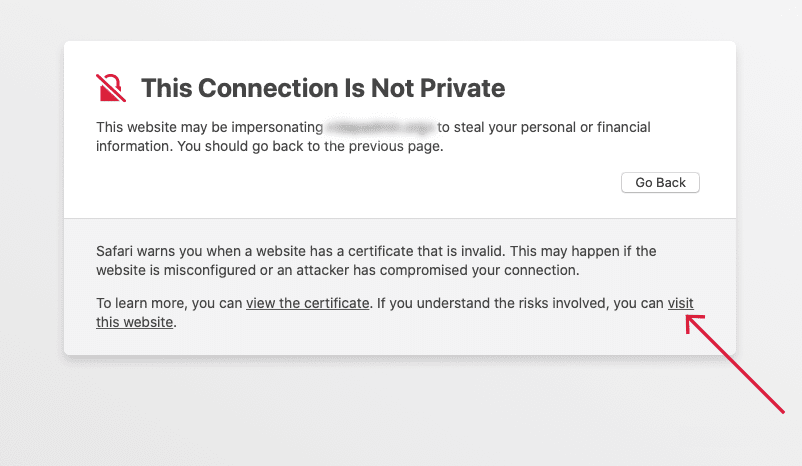 This Connection Is Not Private
This website may be impersonating to steal your personal or financial
information. You should go back to the previous page.
Go Back
Safari warns you when a website has a certificate that is invalid. This may happen if the
website is misconfigured or an attacker has compromised your connection.
To learn more, you can view the certificate. If you understand the risks involved, you can visit
this website.